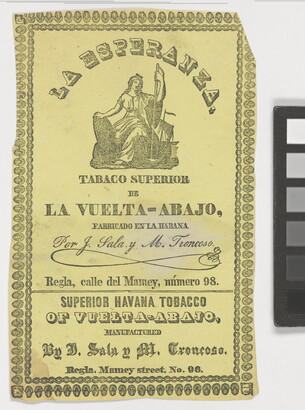 LA ESPERANZA,
TABACO SUPERIOR
DE
LA VUELTA-ABAJO,
FABRICADO EN LA HABANA
Por J. Sala y M. Troncoso,
Regla, calle del Mamey, número 98.
SUPERIOR HAVANA TOBACCO
OF VUELTA-ABAJO,
MANUFACTURED
By J. Sala y M. Troncoso.
Regla. Mamey street, No. 96.